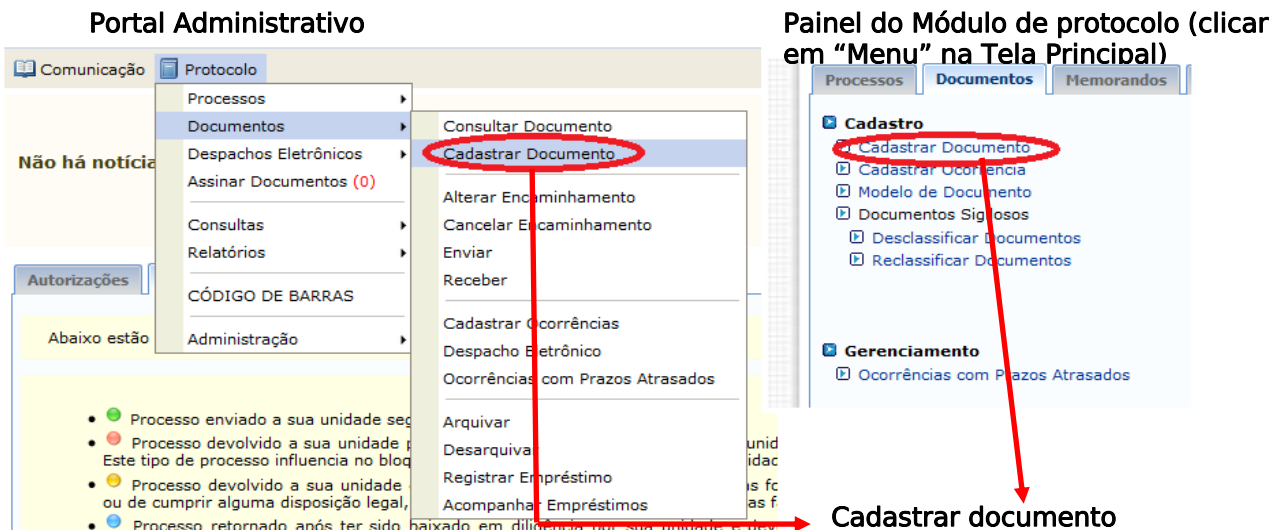 Portal Administrativo
Painel do Módulo de protocolo (clicar
em “Menu” na Tela Principal)
Comunicação Protocolo
Não há notícia
Processos
Documentos
Despachos Eletrônicos
Assinar Documentos (0)
Consultas
Relatórios
CÓDIGO DE BARRAS
Administração
Consultar Documento
Cadastrar Documento
Alterar Encaminhamento
Cancelar Encaminhamento
Enviar
Receber
Cadastrar Ocorrências
Despacho Eletrônico
Ocorrências com Prazos Atrasados
Arquivar
Desarquivar
Registrar Empréstimo
Acompanhar Empréstimos
Autorizações
Abaixo estão
Processo enviado a sua unidade seg
Processo devolvido a sua unidade p unid
Este tipo de processo influencia no bloq idad
Processo devolvido a sua unidade as fo
ou de cumprir alguma disposição legal, as f
Processo retornado após ter sido baixado em diligência por sua unidade e dev
Processos Documentos Memorandos
Cadastro
Cadastrar Documento
Cadastrar Ocorrência
Modelo de Documento
Documentos Sigilosos
Desclassificar Documentos
Reclassificar Documentos
Gerenciamento
Ocorrências com Prazos Atrasados
Cadastrar documento